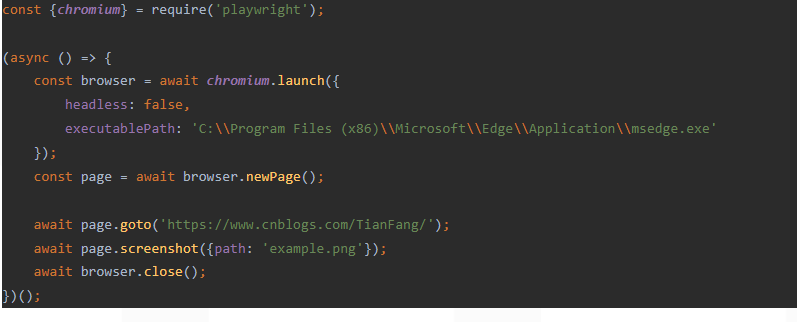 const {chromium} = require('playwright');
(async () => {
const browser = await chromium.launch({
headless: false,
executablePath: 'C:\\Program Files (x86)\\Microsoft\\Edge\\Application\\msedge.exe'
});
const page = await browser.newPage();
await page.goto('https://www.cnblogs.com/TianFang/');
await page.screenshot({path: 'example.png'});
await browser.close();
})();